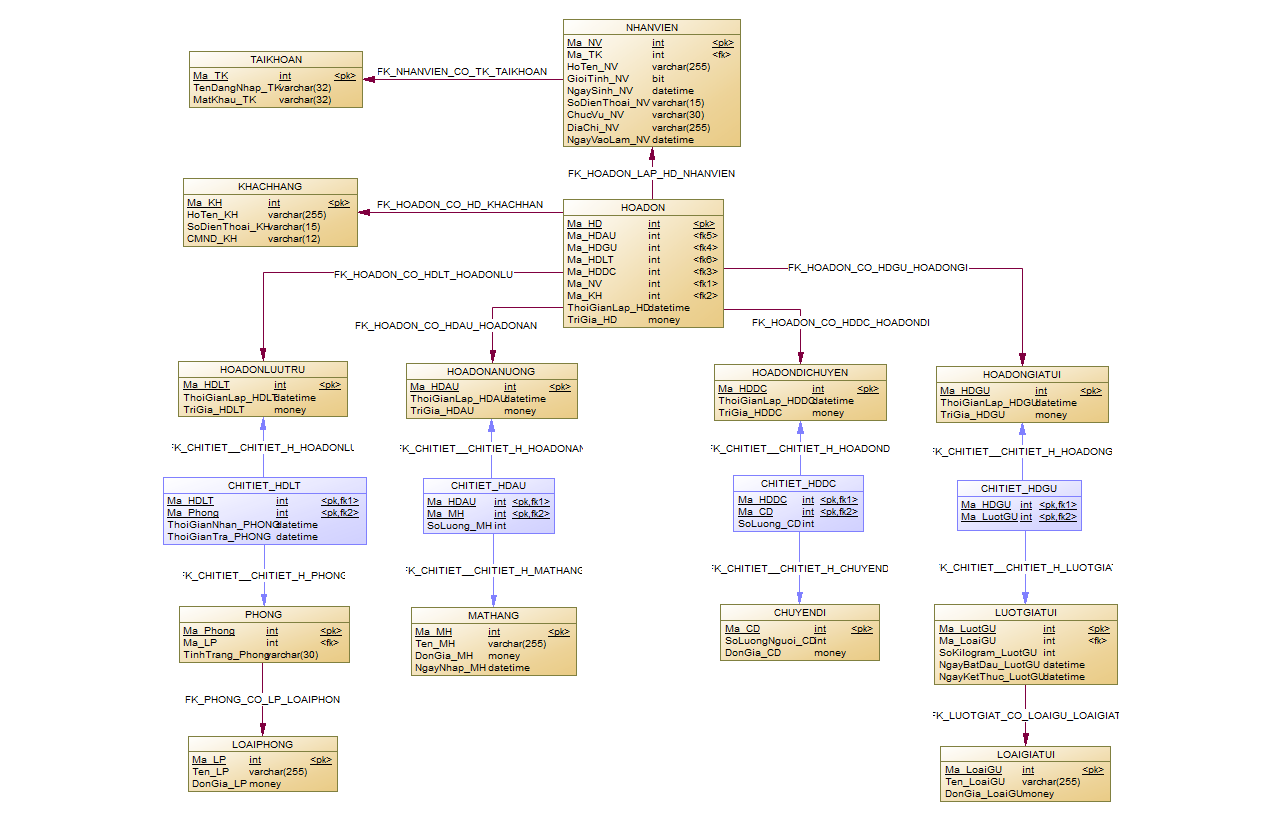 NHANVIEN
Ma_NV int <pk>
Ma_TK int <fk>
HoTen_NV varchar(255)
GioiTinh_NV bit
NgaySinh_NV datetime
SoDienThoai_NV varchar(15)
ChucVu_NV varchar(30)
DiaChi_NV varchar(255)
NgayVaoLam_NV datetime
TAIKHOAN
Ma_TK int <pk>
TenDangNhap_TK varchar(32)
MatKhau_TK varchar(32)
FK_NHANVIEN_CO_TK_TAIKHOAN
FK_HOADON_LAP_HD_NHANVIEN
KHACHHANG
Ma_KH int <pk>
HoTen_KH varchar(255)
SoDienThoai_KH varchar(15)
CMND_KH varchar(12)
FK_HOADON_CO_HD_KHACHHAN
HOADON
Ma_HD int <pk>
Ma_HDAU int <fk5>
Ma_HDGU int <fk4>
Ma_HDLT int <fk6>
Ma_HDDC int <fk3>
Ma_NV int <fk1>
Ma_KH int <fk2>
ThoiGianLap_HD datetime
TriGia_HD money
FK_HOADON_CO_HDLT_HOADONLU
FK_HOADON_CO_HDGU_HOADONGI
FK_HOADON_CO_HDAU_HOADONAN
FK_HOADON_CO_HDDC_HOADONDI
HOADONLUUTRU
Ma_HDLT int <pk>
ThoiGianLap_HDLT datetime
TriGia_HDLT money
HOADONANUONG
Ma_HDAU int <pk>
ThoiGianLap_HDAU datetime
TriGia_HDAU money
HOADONDICHUYEN
Ma_HDDC int <pk>
ThoiGianLap_HDDC datetime
TriGia_HDDC money
HOADONGIATUI
Ma_HDGU int <pk>
ThoiGianLap_HDGU datetime
TriGia_HDGU money
FK_CHITIET__CHITIET_H_HOADONLU
FK_CHITIET__CHITIET_H_HOADONAN
FK_CHITIET__CHITIET_H_HOADOND
FK_CHITIET__CHITIET_H_HOADONG
CHITIET_HDLT
Ma_HDLT int <pk,fk1>
Ma_Phong int <pk,fk2>
ThoiGianNhan_PHONG datetime
ThoiGianTra_PHONG datetime
CHITIET_HDAU
Ma_HDAU int <pk,fk1>
Ma_MH int <pk,fk2>
SoLuong_MH int
CHITIET_HDDC
Ma_HDDC int <pk,fk1>
Ma_CD int <pk,fk2>
SoLuong_CD int
CHITIET_HDGU
Ma_HDGU int <pk,fk1>
Ma_LuotGU int <pk,fk2>
FK_CHITIET__CHITIET_H_PHONG
FK_CHITIET__CHITIET_H_MATHANG
FK_CHITIET__CHITIET_H_CHUYEND
FK_CHITIET__CHITIET_H_LUOTGIAT
PHONG
Ma_Phong int <pk>
Ma_LP int <fk>
TinhTrang_Phong varchar(30)
MATHANG
Ma_MH int <pk>
Ten_MH varchar(255)
DonGia_MH money
NgayNhap_MH datetime
CHUYENDI
Ma_CD int <pk>
SoLuongNguoi_CD int
DonGia_CD money
LUOTGIATUI
Ma_LuotGU int <pk>
Ma_LoaiGU int <fk>
SoKilogram_LuotGU int
NgayBatDau_LuotGU datetime
NgayKetThuc_LuotGU datetime
FK_PHONG_CO_LP_LOAIPHON
FK_LUOTGIAT_CO_LOAIGU_LOAIGIAT
LOAIPHONG
Ma_LP int <pk>
Ten_LP varchar(255)
DonGia_LP money
LOAIGIATUI
Ma_LoaiGU int <pk>
Ten_LoaiGU varchar(255)
DonGia_LoaiGU money